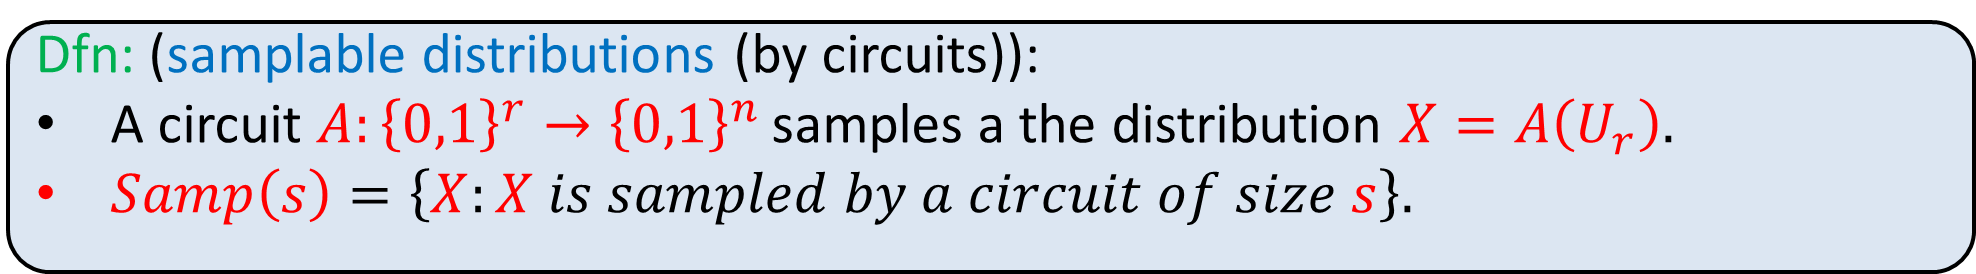 Dfn: (samplable distributions (by circuits)):
• A circuit A: {0,1}^r → {0,1}^n samples a the distribution X = A(U_r).
• Samp(s) = {X: X is sampled by a circuit of size s}.